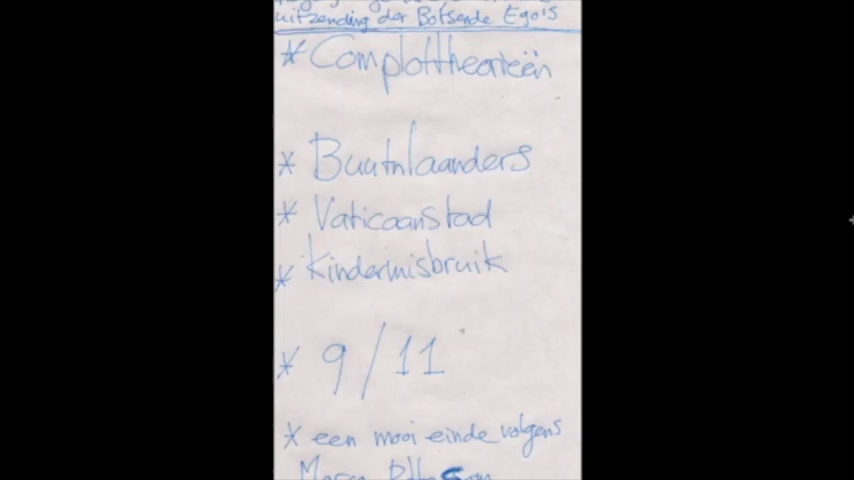 uitzending der Botsende Ego's
* Complottheorieën
* Buutnlaanders
* Vaticaanstad
* Kindermisbruik
* 9/11
* een mooi einde volgens